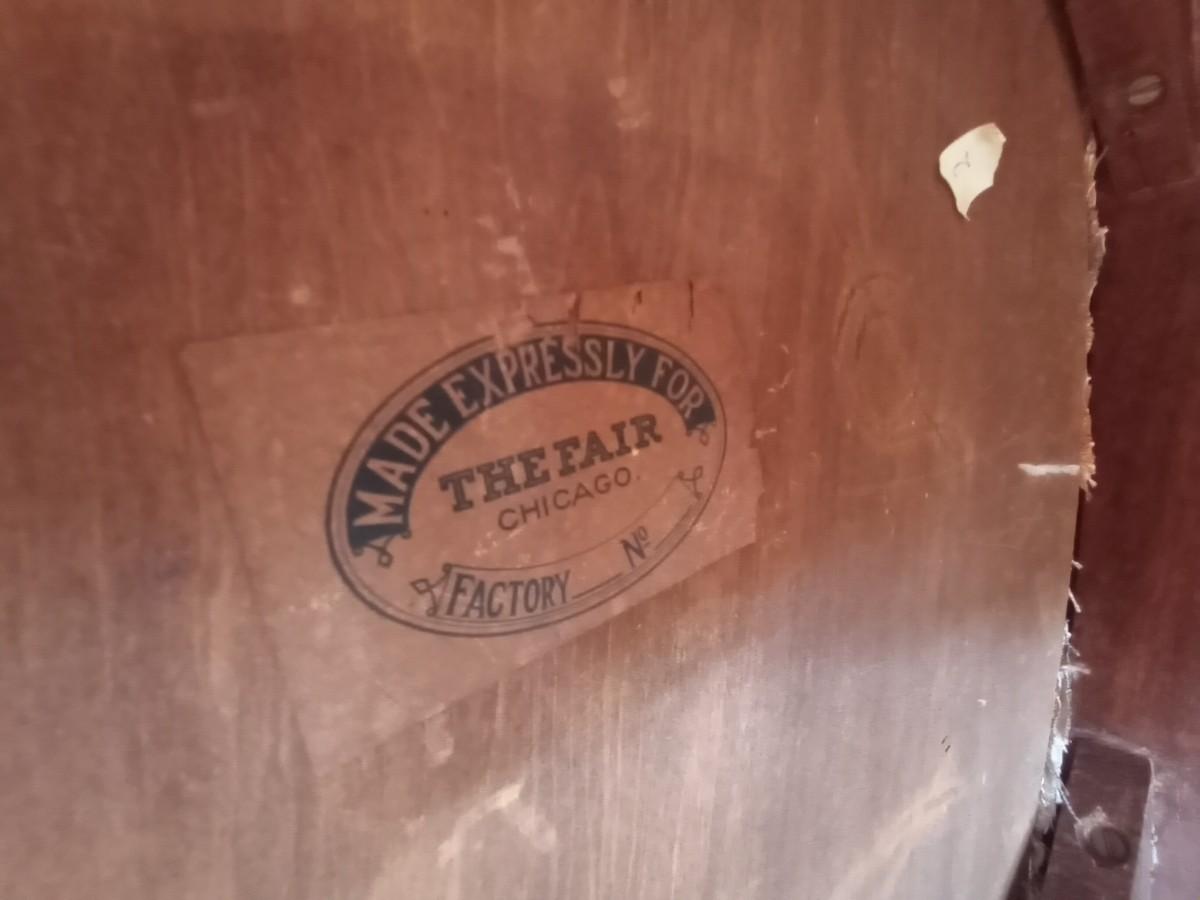 MADE EXPRESSLY FOR
THE FAIR
CHICAGO.
FACTORY Nº